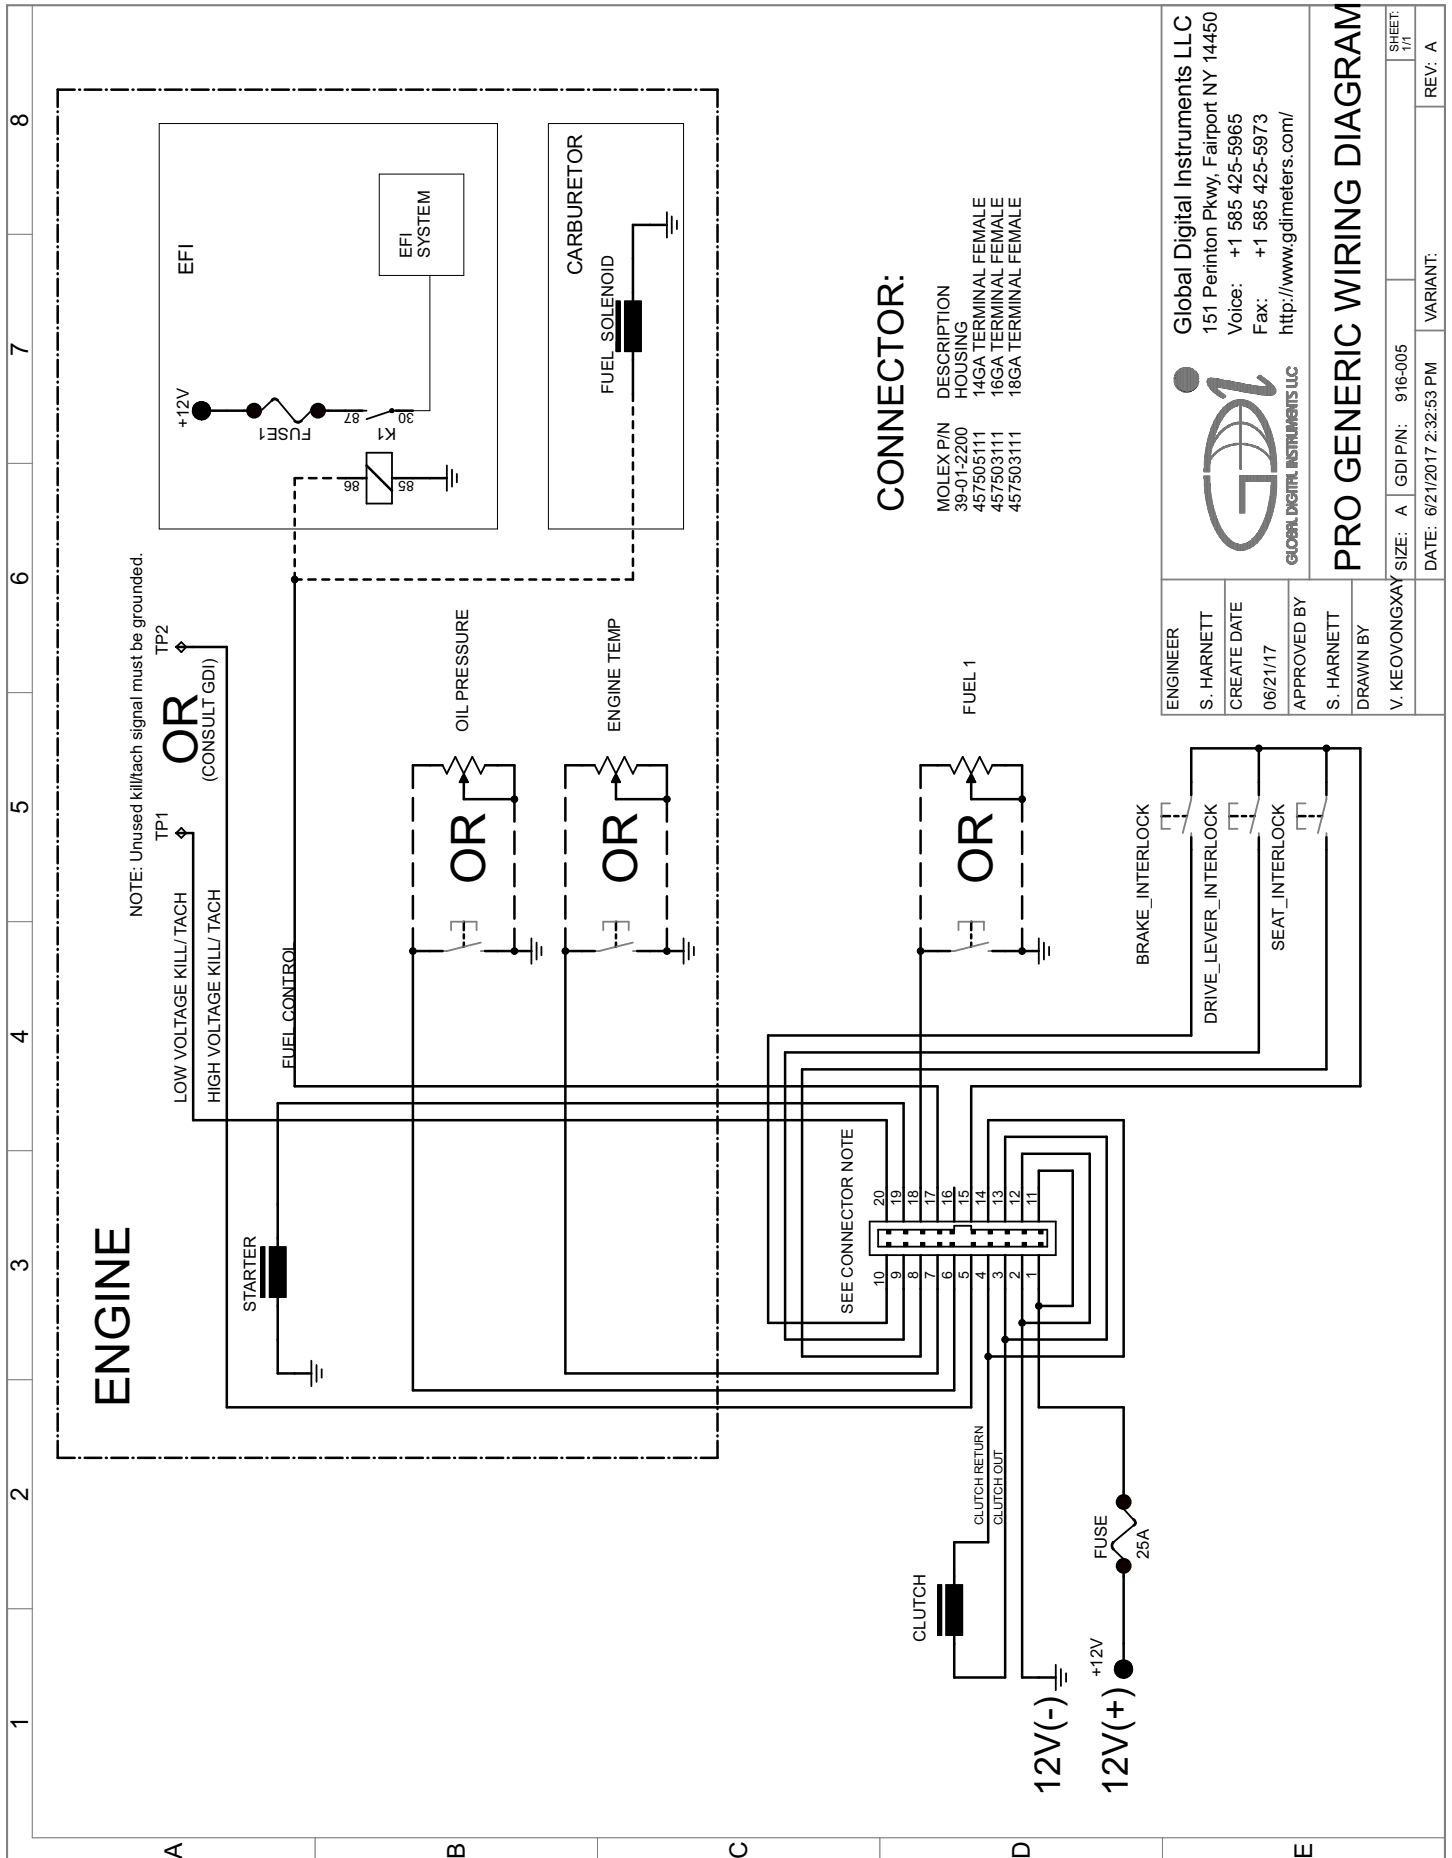 1
2
3
4
5
6
7
8
A
B
C
D
E
ENGINE
NOTE: Unused kill/tach signal must be grounded.
TP1
OR
(CONSULT GDI)
TP2
LOW VOLTAGE KILL/ TACH
HIGH VOLTAGE KILL/ TACH
FUEL CONTROL
STARTER
EFI
+12V
FUSE1
87
30
K1
86
85
EFI
SYSTEM
CARBURETOR
FUEL SOLENOID
OIL PRESSURE
OR
ENGINE TEMP
OR
FUEL 1
OR
SEE CONNECTOR NOTE
10
9
8
7
6
5
4
3
2
1
20
19
18
17
16
15
14
13
12
11
CLUTCH
CLUTCH RETURN
CLUTCH OUT
12V(-)
12V(+)
+12V
FUSE
25A
BRAKE_INTERLOCK
DRIVE_LEVER_INTERLOCK
SEAT_INTERLOCK
CONNECTOR:
MOLEX P/N DESCRIPTION
39-01-2200 HOUSING
457505111 14GA TERMINAL FEMALE
457503111 16GA TERMINAL FEMALE
457503111 18GA TERMINAL FEMALE
ENGINEER
S. HARNETT
CREATE DATE
06/21/17
APPROVED BY
S. HARNETT
DRAWN BY
V. KEOVONGXAY
GDi
GLOBAL DIGITAL INSTRUMENTS LLC
Global Digital Instruments LLC
151 Perinton Pkwy, Fairport NY 14450
Voice: +1 585 425-5965
Fax: +1 585 425-5973
http://www.gdimeters.com/
PRO GENERIC WIRING DIAGRAM
SIZE: A GDI P/N: 916-005
SHEET:
1/1
DATE: 6/21/2017 2:32:53 PM VARIANT: REV: A